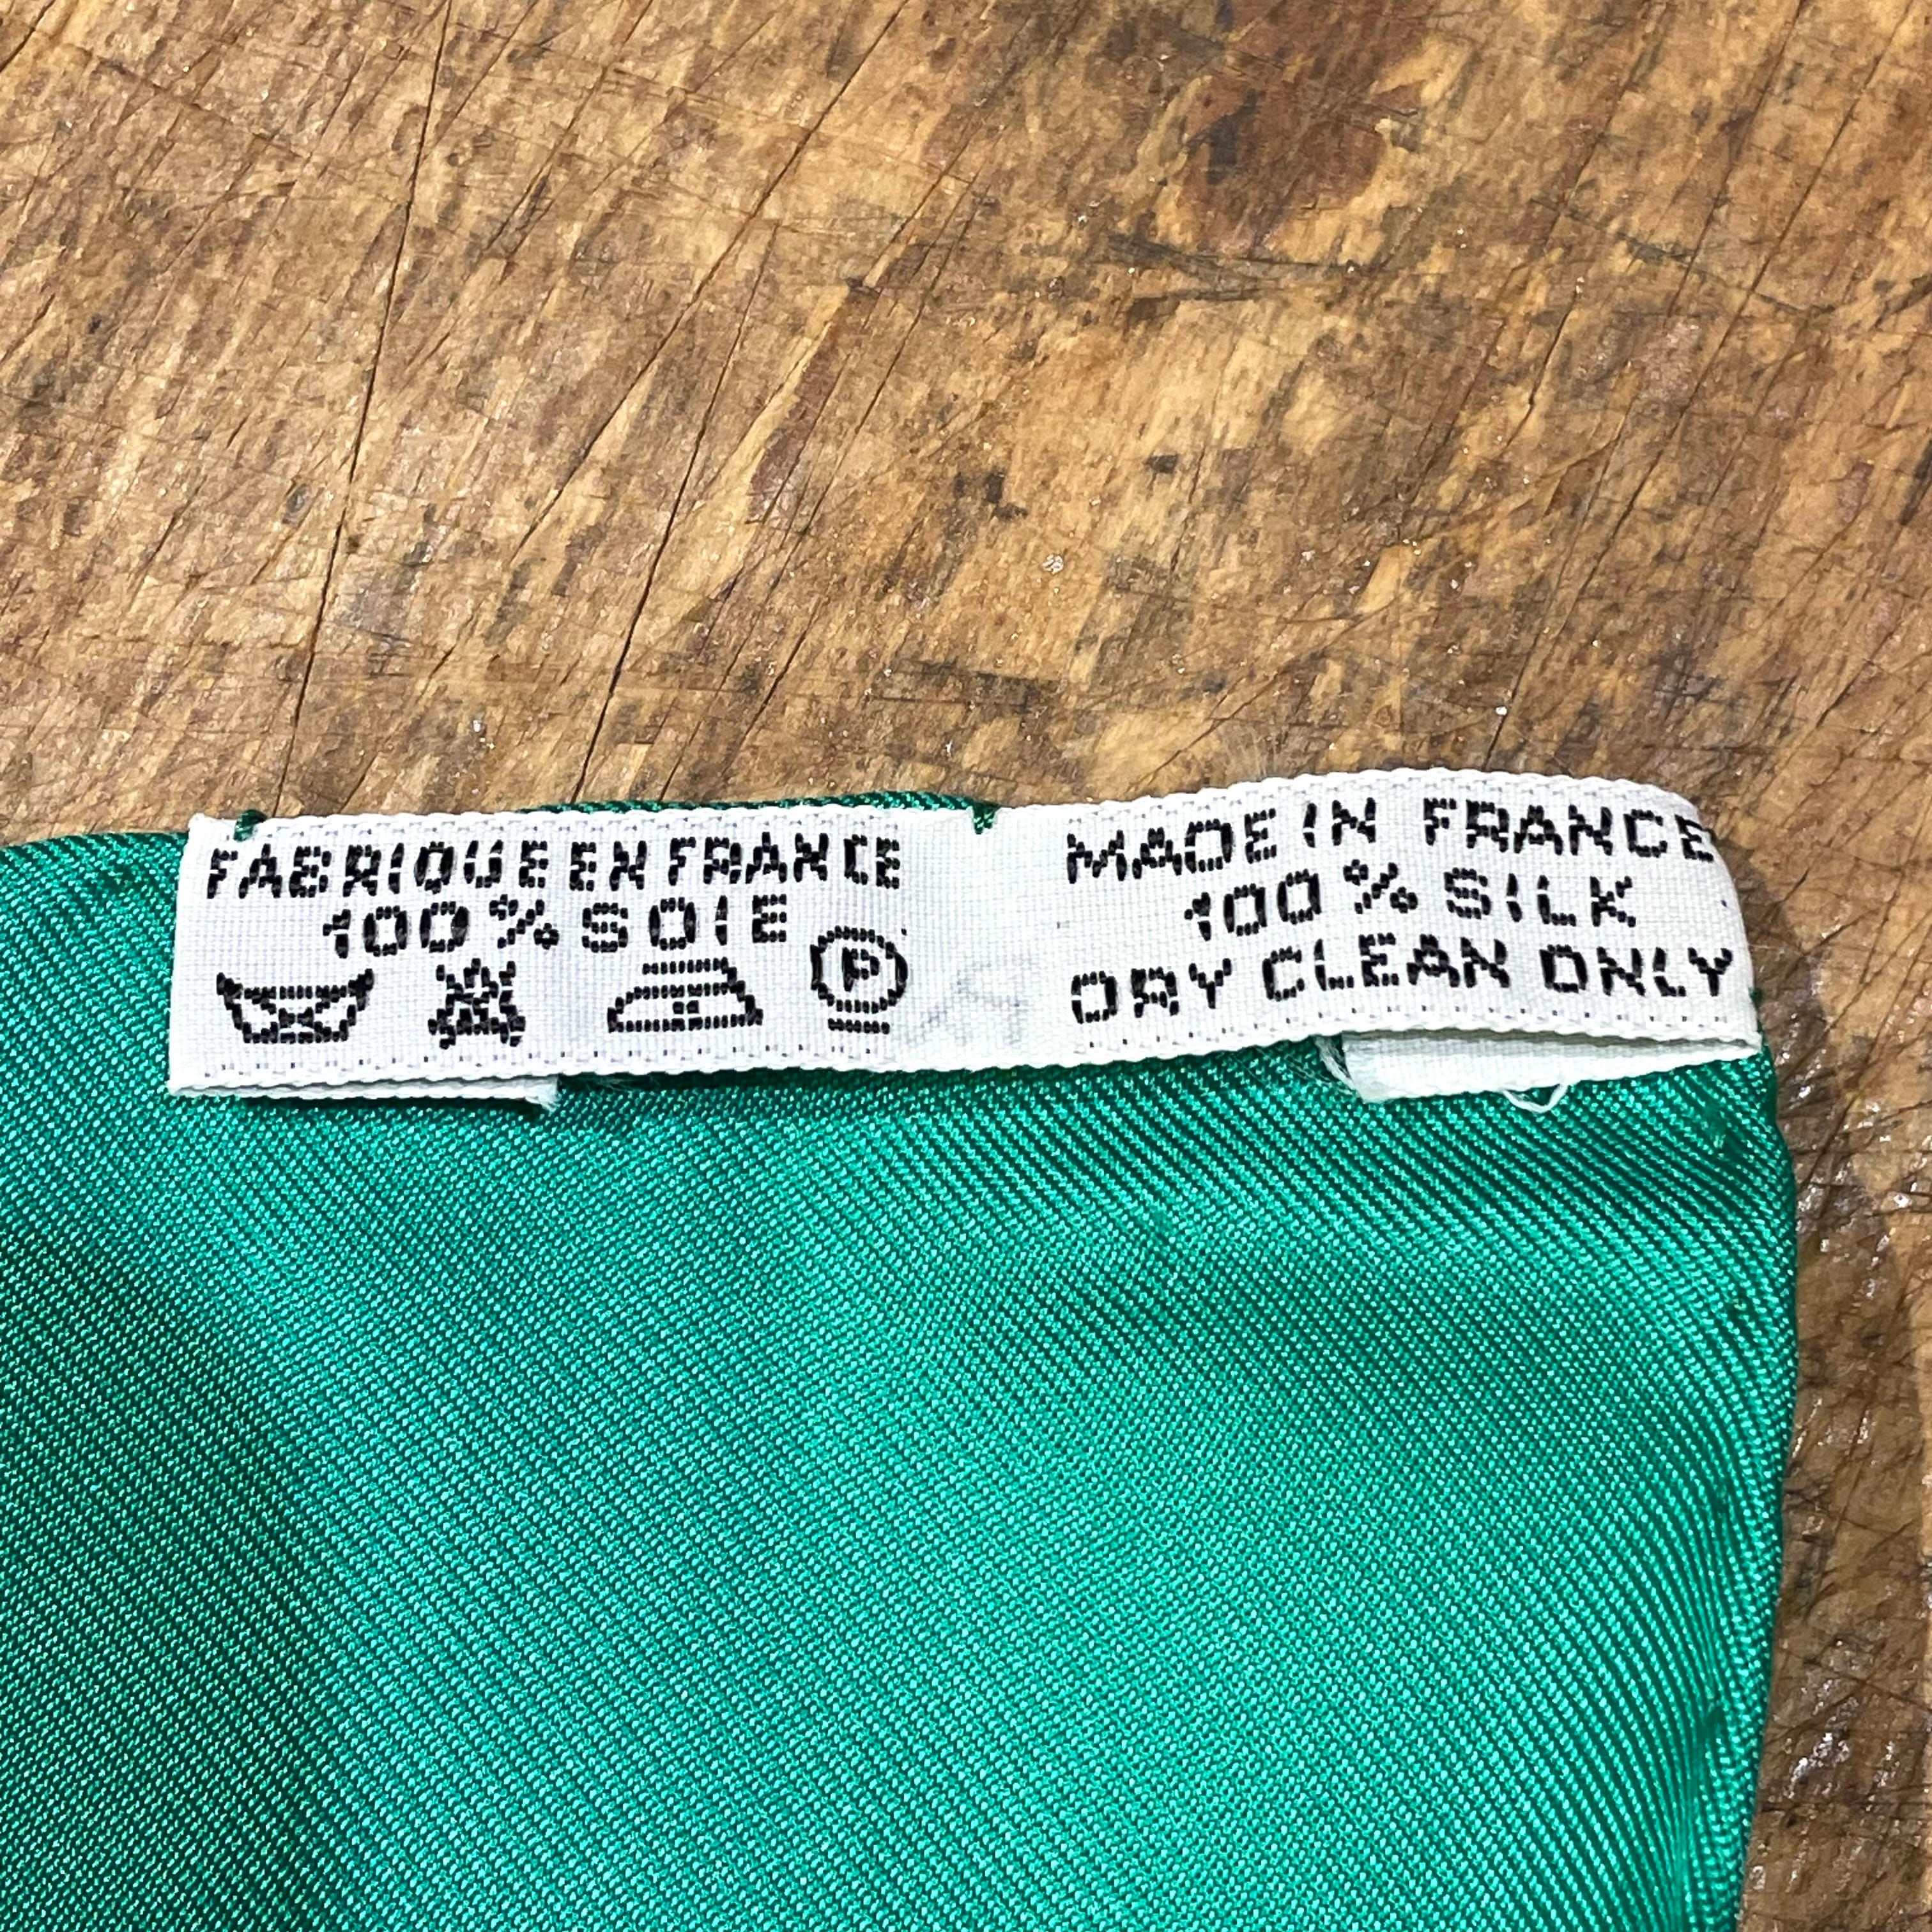 FABRIQUE EN FRANCE
100% SOIE
P
MADE IN FRANCE
100% SILK
DRY CLEAN ONLY